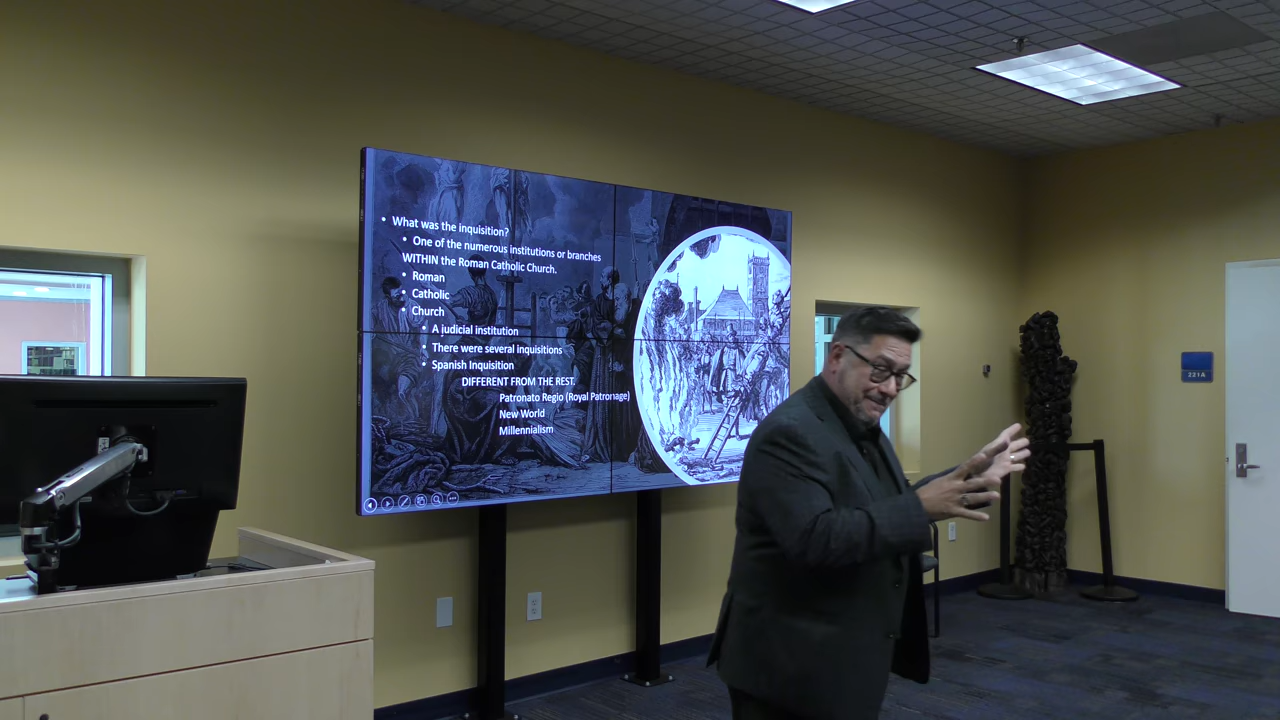 • What was the inquisition?
• One of the numerous institutions or branches
WITHIN the Roman Catholic Church.
• Roman
• Catholic
• Church
• A judicial institution
• There were several inquisitions
• Spanish Inquisition
DIFFERENT FROM THE REST.
Patronato Regio (Royal Patronage)
New World
Millennialism
221A